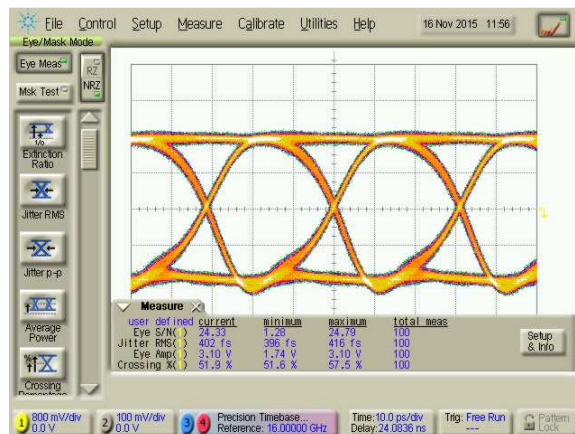 File Control Setup Measure Calibrate Utilities Help 16 Nov 2015 11:56
Eye/Mask Mode
Eye Meas
RZ
NRZ
Msk Test
Extinction Ratio
Jitter RMS
Jitter p-p
Average Power
Crossing Percentage
Measure
user defined current minimum maximum total meas
Eye S/N(1) 24.33 1.28 24.79 100
Jitter RMS(1) 402 fs 396 fs 416 fs 100
Eye Amp(1) 3.10 V 1.74 V 3.10 V 100
Crossing %(1) 51.9 % 51.6 % 57.5 % 100
Setup & Info
1 800 mV/div 0.0 V
2 100 mV/div 0.0 V
3 4 Precision Timebase... Reference: 16.00000 GHz
Time:10.0 ps/div Delay:24.0836 ns
Trig: Free Run ---
Pattern Lock